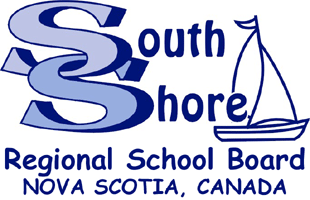 South
Shore
Regional School Board
NOVA SCOTIA, CANADA